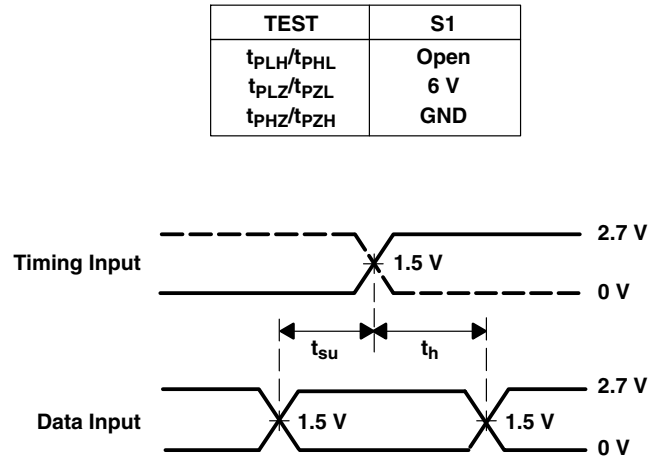 TEST S1
tPLH/tPHL Open
tPLZ/tPZL 6 V
tPHZ/tPZH GND
2.7 V
Timing Input 1.5 V
0 V
tsu th
2.7 V
Data Input 1.5 V 1.5 V
0 V